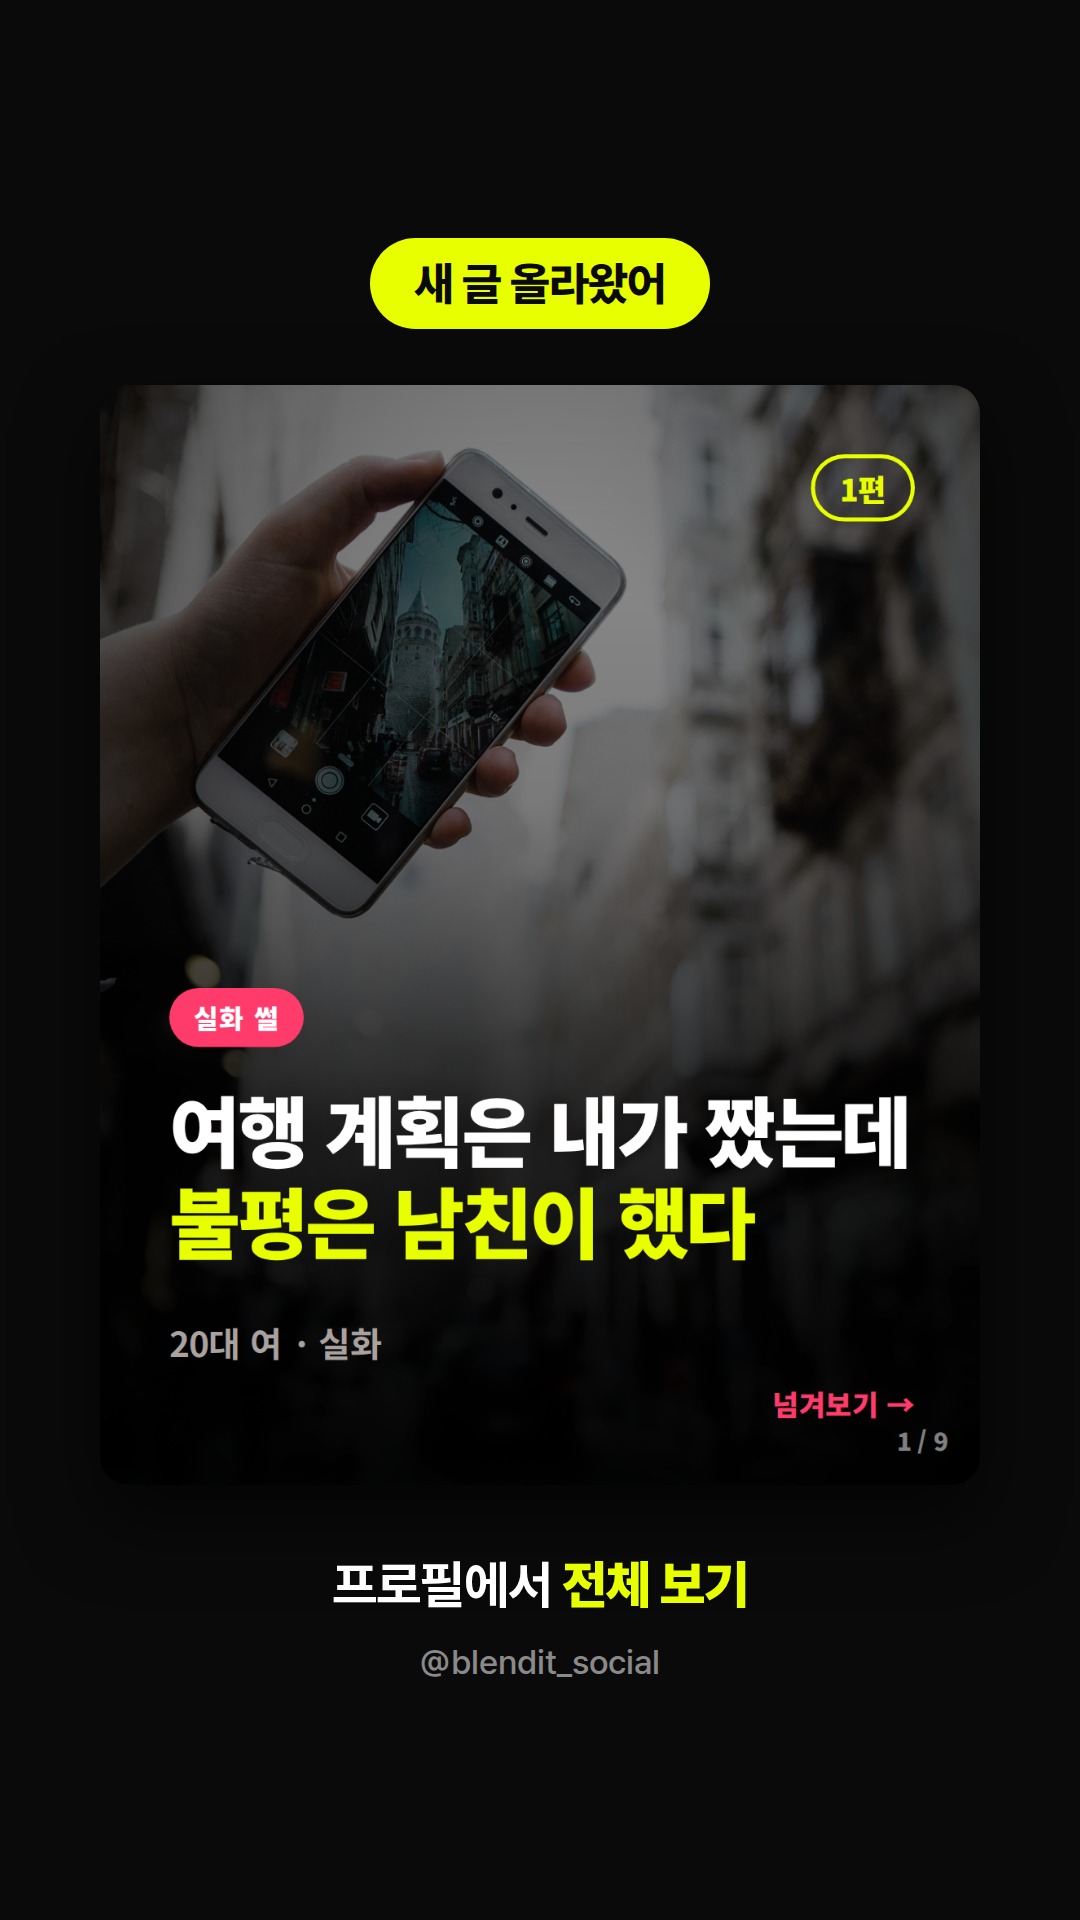 새 글 올라왔어
1편
실화 썰
여행 계획은 내가 짰는데
불평은 남친이 했다
20대 여 · 실화
넘겨보기 →
1 / 9
프로필에서 전체 보기
@blendit_social